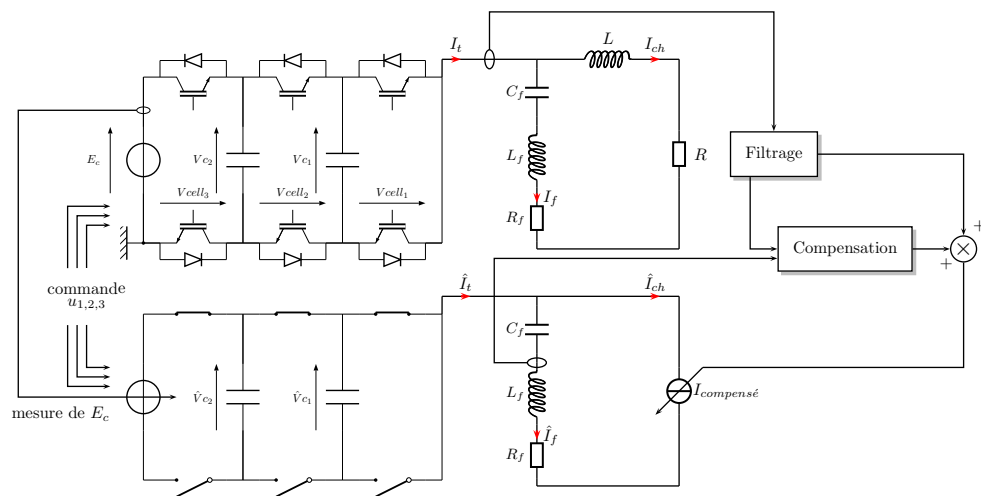 I_t
L
I_ch
C_f
E_c
Vc_2
Vc_1
L_f
R
Filtrage
Vcell_3
Vcell_2
Vcell_1
I_f
R_f
+
Compensation
+
commande
u_{1,2,3}
Î_t
Î_ch
C_f
V̂c_2
V̂c_1
L_f
I_compensé
mesure de E_c
Î_f
R_f